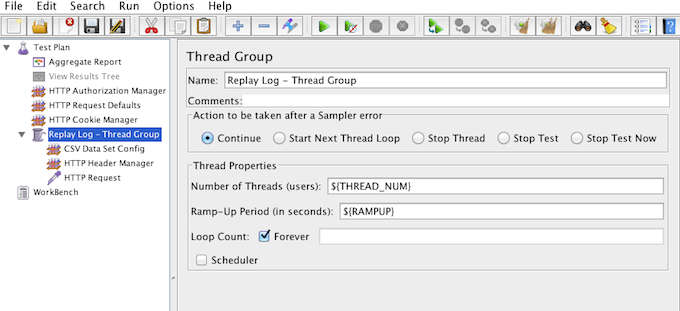 File Edit Search Run Options Help
Test Plan
Aggregate Report
View Results Tree
HTTP Authorization Manager
HTTP Request Defaults
HTTP Cookie Manager
Replay Log - Thread Group
CSV Data Set Config
HTTP Header Manager
HTTP Request
WorkBench
Thread Group
Name: Replay Log - Thread Group
Comments:
Action to be taken after a Sampler error
Continue Start Next Thread Loop Stop Thread Stop Test Stop Test Now
Thread Properties
Number of Threads (users): ${THREAD_NUM}
Ramp-Up Period (in seconds): ${RAMPUP}
Loop Count: Forever
Scheduler